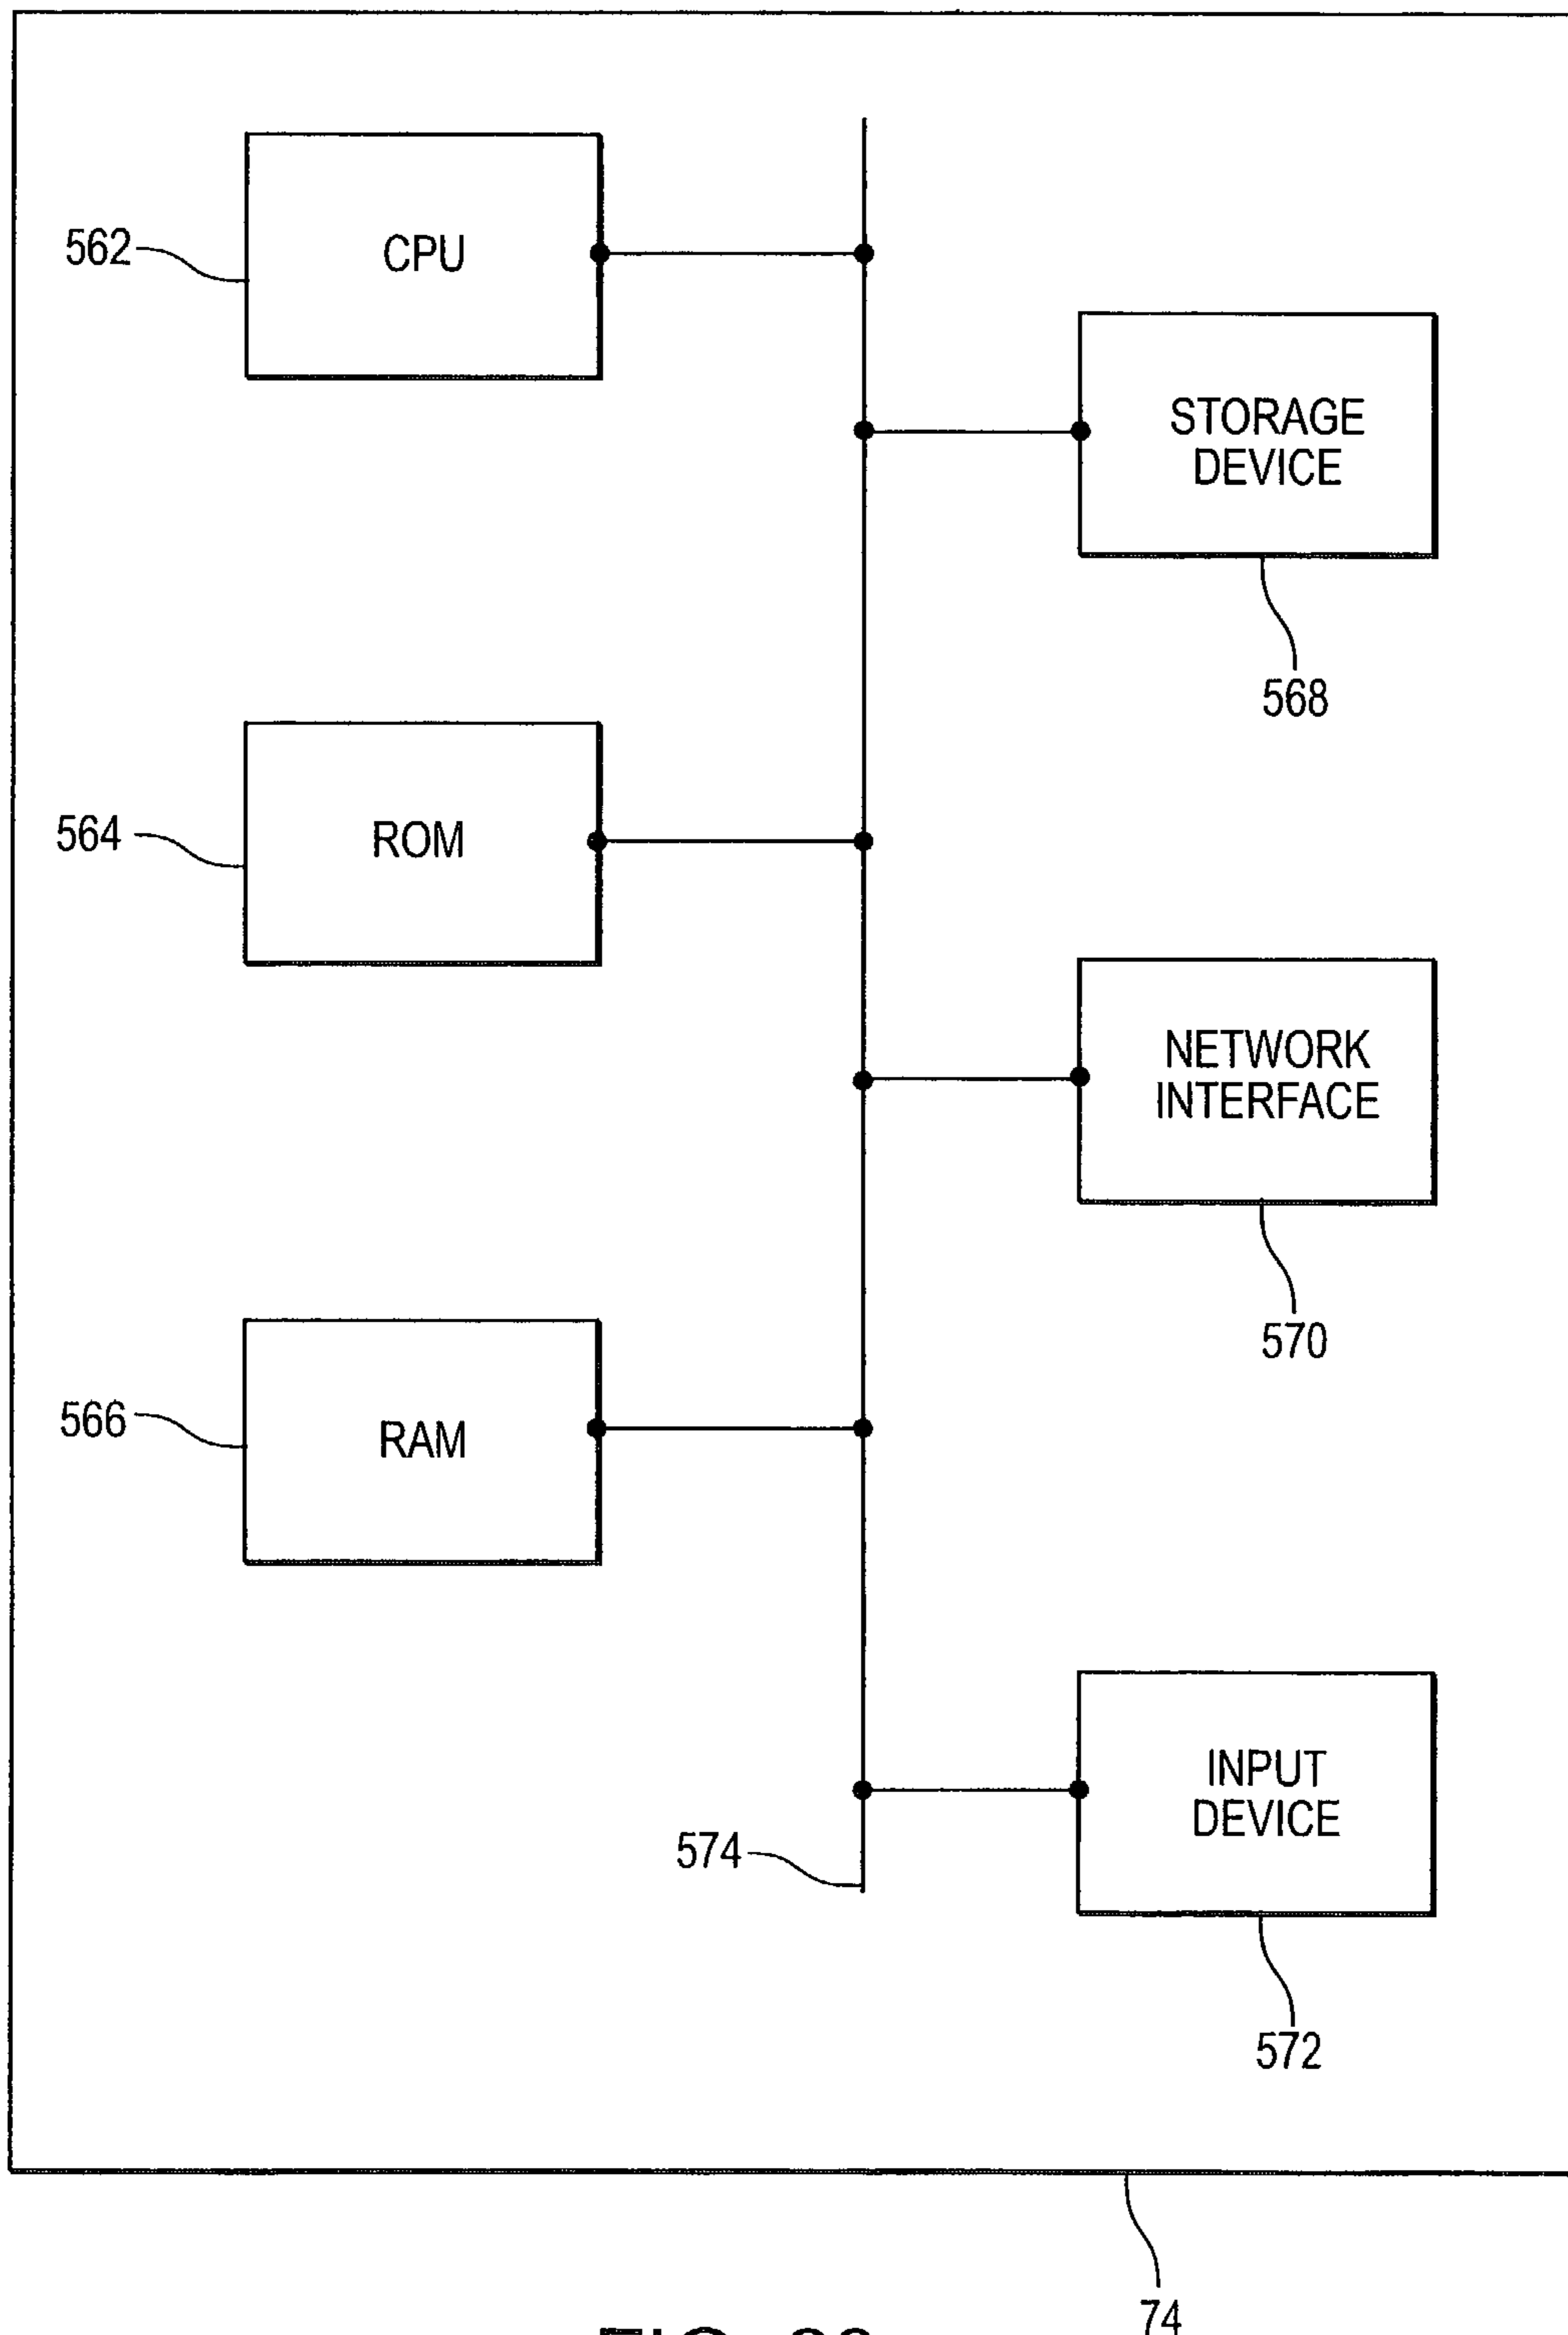 562
CPU
STORAGE
DEVICE
568
564
ROM
NETWORK
INTERFACE
570
566
RAM
INPUT
DEVICE
574
572
74